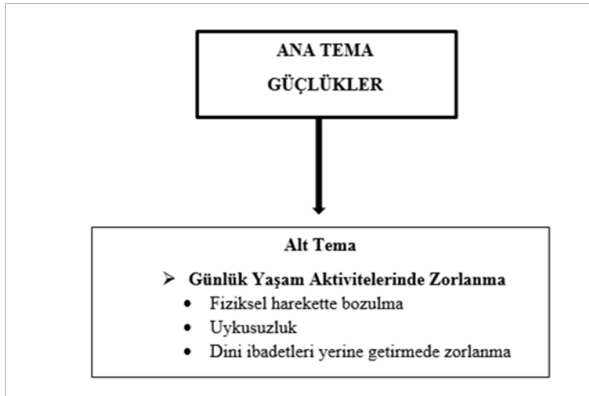 ANA TEMA
GÜÇLÜKLER
Alt Tema
➢ Günlük Yaşam Aktivitelerinde Zorlanma
• Fiziksel harekette bozulma
• Uykusuzluk
• Dini ibadetleri yerine getirmede zorlanma